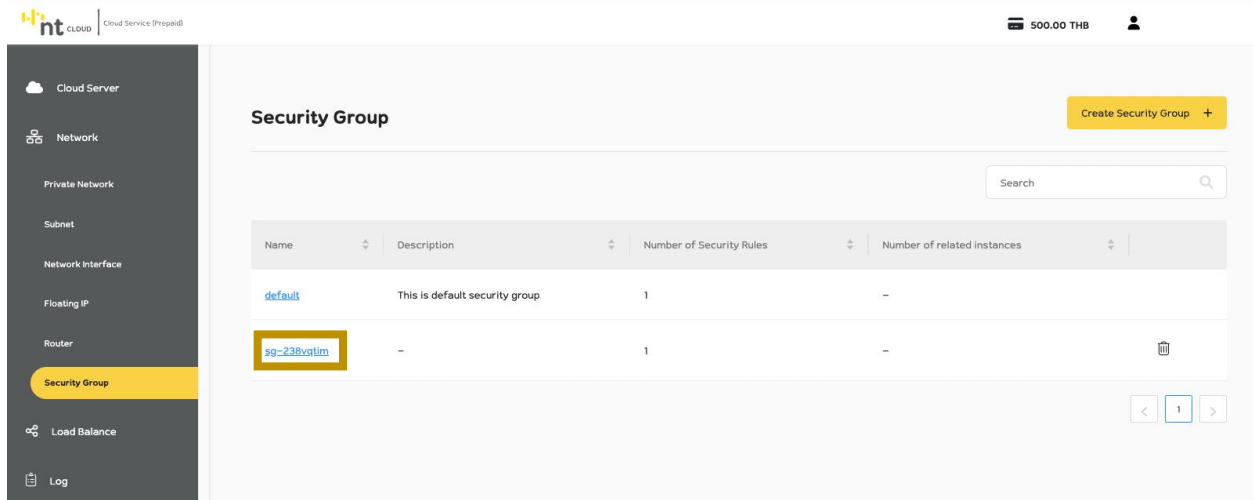 nt CLOUD Cloud Service (Prepaid)
500.00 THB
Cloud Server
Network
Private Network
Subnet
Network Interface
Floating IP
Router
Security Group
Load Balance
Log
Security Group
Create Security Group +
Search
Name Description Number of Security Rules Number of related instances
default This is default security group 1 –
sg-238vqtim – 1 –
< 1 >